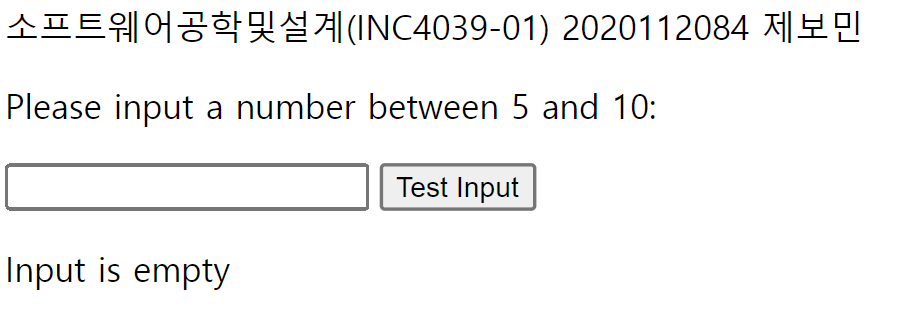 소프트웨어공학및설계(INC4039-01) 2020112084 제보민
Please input a number between 5 and 10:
Test Input
Input is empty